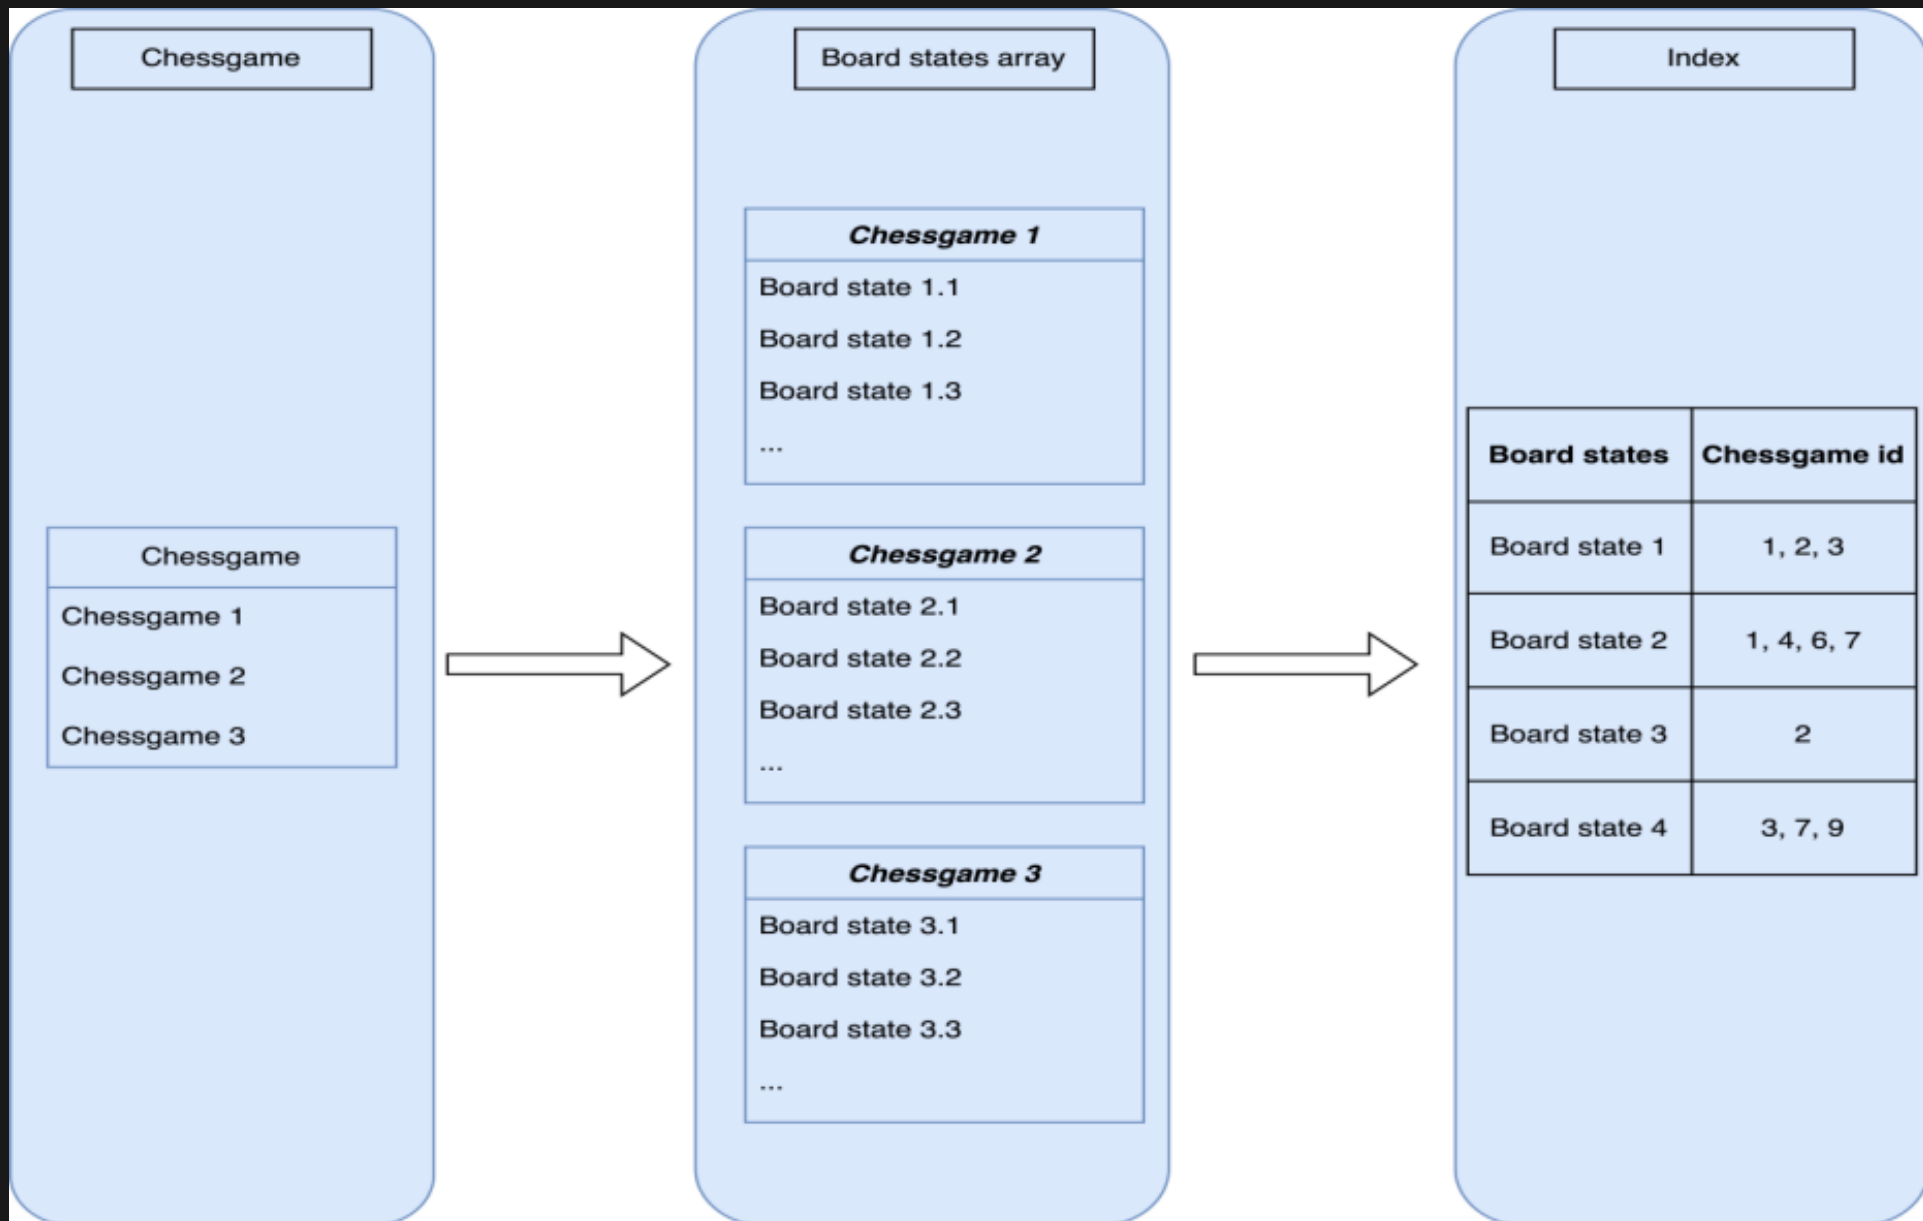 Chessgame
Chessgame
Chessgame 1
Chessgame 2
Chessgame 3
Board states array
Chessgame 1
Board state 1.1
Board state 1.2
Board state 1.3
...
Chessgame 2
Board state 2.1
Board state 2.2
Board state 2.3
...
Chessgame 3
Board state 3.1
Board state 3.2
Board state 3.3
...
Index
Board states Chessgame id
Board state 1 1, 2, 3
Board state 2 1, 4, 6, 7
Board state 3 2
Board state 4 3, 7, 9